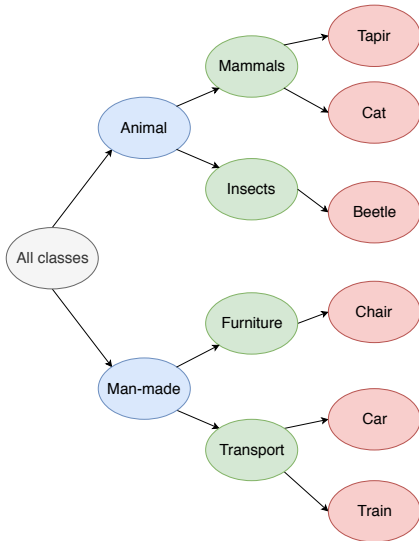 Tapir
Mammals
Cat
Animal
Insects
Beetle
All classes
Chair
Furniture
Man-made
Car
Transport
Train